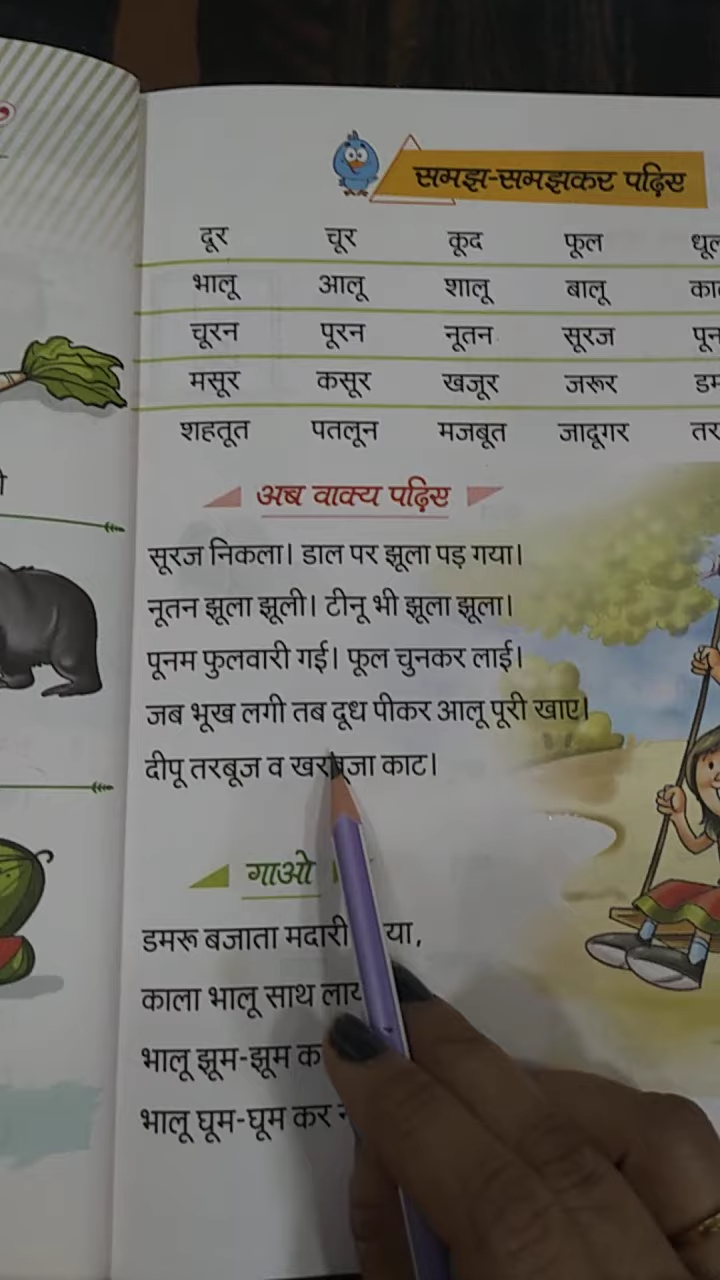 समझ-समझकर पढ़िए
दूर चूर कूद फूल
भालू आलू शालू बालू
चूरन पूरन नूतन सूरज
मसूर कसूर खजूर जरूर
शहतूत पतलून मजबूत जादूगर
अब वाक्य पढ़िए
सूरज निकला। डाल पर झूला पड़ गया।
नूतन झूला झूली। टीनू भी झूला झूला।
पूनम फुलवारी गई। फूल चुनकर लाई।
जब भूख लगी तब दूध पीकर आलू पूरी खाए।
दीपू तरबूज व काट।
गाओ
डमरू बजाता मदारी
काला भालू साथ
भालू झूम-झूम
भालू घूम-घूम कर